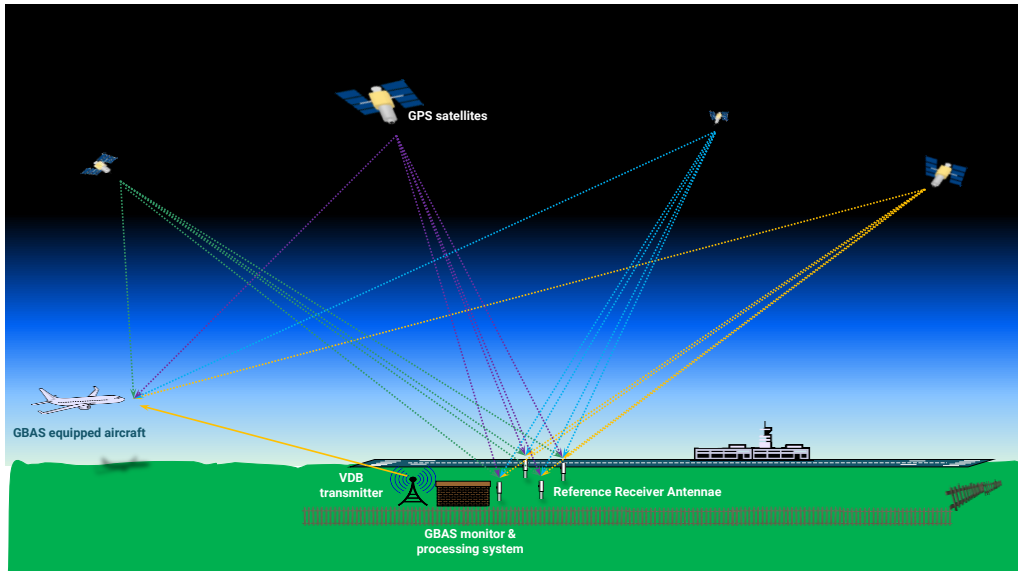 GPS satellites
GBAS equipped aircraft
VDB
transmitter
Reference Receiver Antennae
GBAS monitor &
processing system